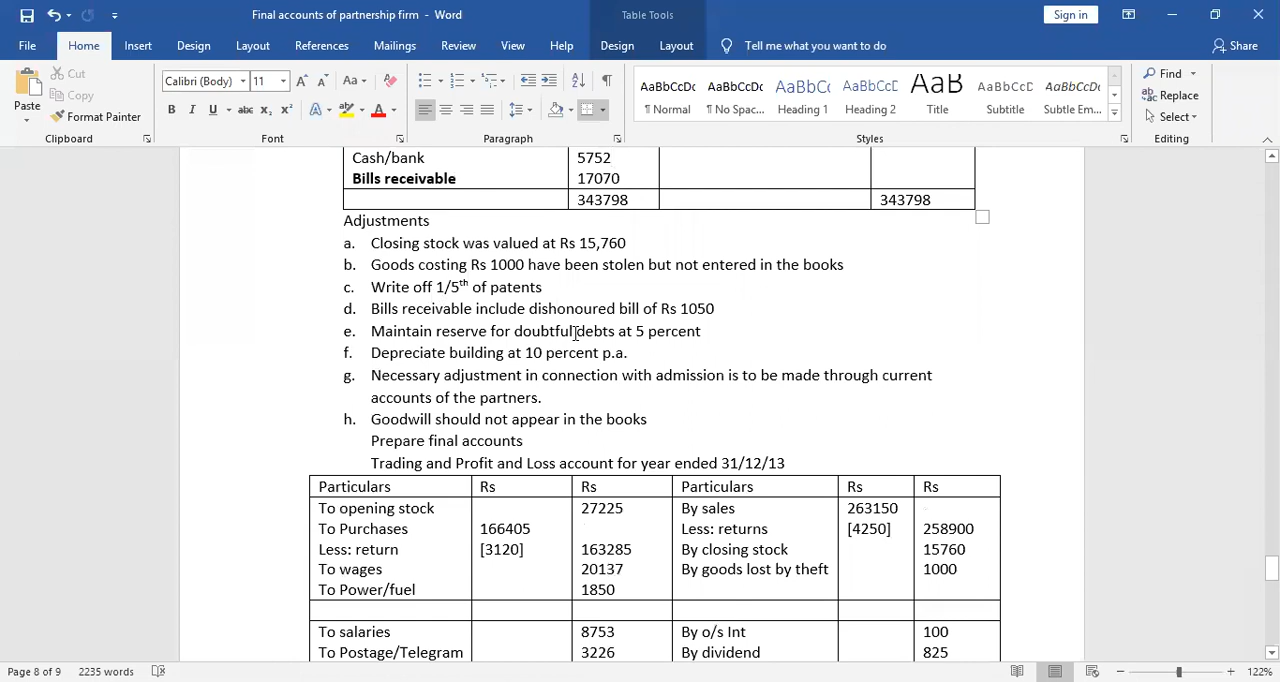 Final accounts of partnership firm - Word
Table Tools
Sign in
File Home Insert Design Layout References Mailings Review View Help Design Layout Tell me what you want to do Share
Paste
Cut
Copy
Format Painter
Clipboard
Calibri (Body) 11
Aa
B I U abc x₂ x² A A
Font
Paragraph
AaBbCcDc AaBbCcDc AaBbC AaBbCcC AaB AaBbCcD AaBbCcDc
¶ Normal ¶ No Spac... Heading 1 Heading 2 Title Subtitle Subtle Em...
Styles
Find
Replace
Select
Editing
Cash/bank 5752
Bills receivable 17070
343798 343798
Adjustments
a. Closing stock was valued at Rs 15,760
b. Goods costing Rs 1000 have been stolen but not entered in the books
c. Write off 1/5th of patents
d. Bills receivable include dishonoured bill of Rs 1050
e. Maintain reserve for doubtful debts at 5 percent
f. Depreciate building at 10 percent p.a.
g. Necessary adjustment in connection with admission is to be made through current
accounts of the partners.
h. Goodwill should not appear in the books
Prepare final accounts
Trading and Profit and Loss account for year ended 31/12/13
Particulars Rs Rs Particulars Rs Rs
To opening stock 27225 By sales 263150
To Purchases 166405 Less: returns [4250] 258900
Less: return [3120] 163285 By closing stock 15760
To wages 20137 By goods lost by theft 1000
To Power/fuel 1850
To salaries 8753 By o/s Int 100
To Postage/Telegram 3226 By dividend 825
Page 8 of 9 2235 words 122%